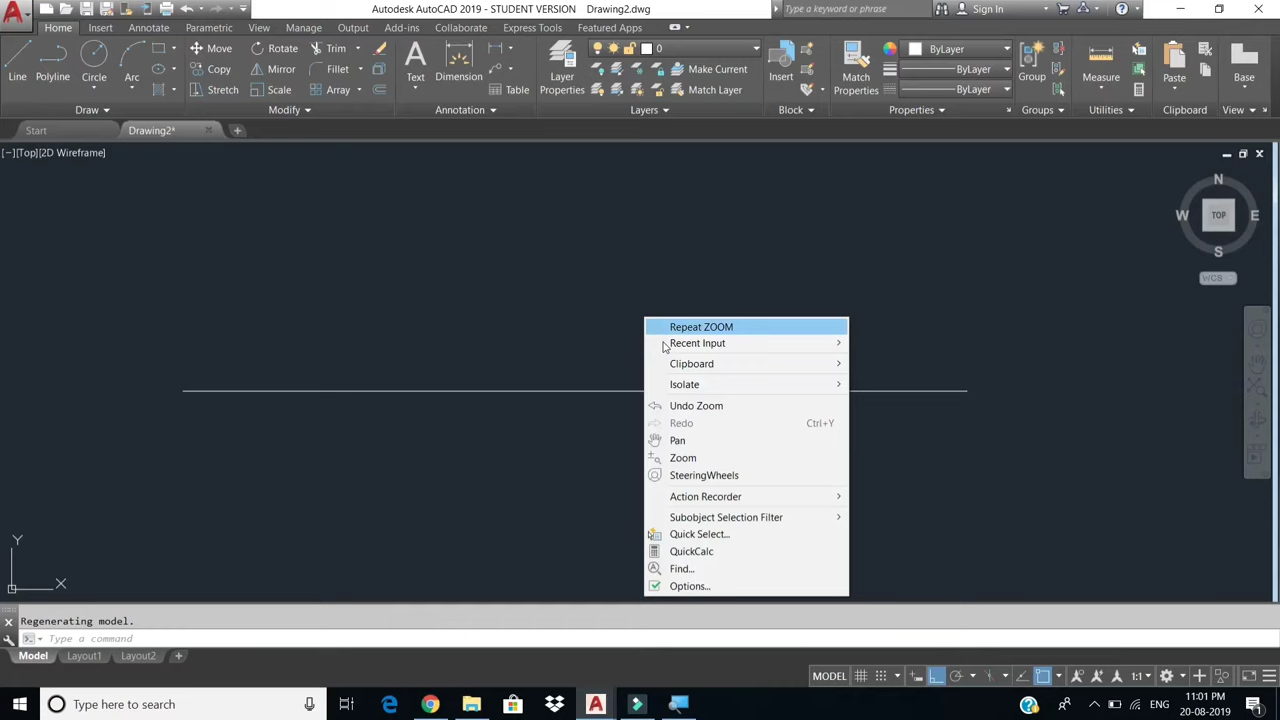 Autodesk AutoCAD 2019 - STUDENT VERSION Drawing2.dwg
Type a keyword or phrase
Sign In
Home Insert Annotate Parametric View Manage Output Add-ins Collaborate Express Tools Featured Apps
Line Polyline Circle Arc
Move Rotate Trim
Copy Mirror Fillet
Stretch Scale Array
Text Dimension Table
Layer Properties
0
Make Current
Match Layer
Insert
Match Properties
ByLayer
ByLayer
ByLayer
Group Measure Paste Base
Draw Modify Annotation Layers Block Properties Groups Utilities Clipboard View
Start Drawing2*
[−][Top][2D Wireframe]
N
W TOP E
S
WCS
Repeat ZOOM
Recent Input
Clipboard
Isolate
Undo Zoom
Redo Ctrl+Y
Pan
Zoom
SteeringWheels
Action Recorder
Subobject Selection Filter
Quick Select...
QuickCalc
Find...
Options...
Y
X
Regenerating model.
Type a command
Model Layout1 Layout2
MODEL 1:1
Type here to search
ENG
11:01 PM
20-08-2019
1